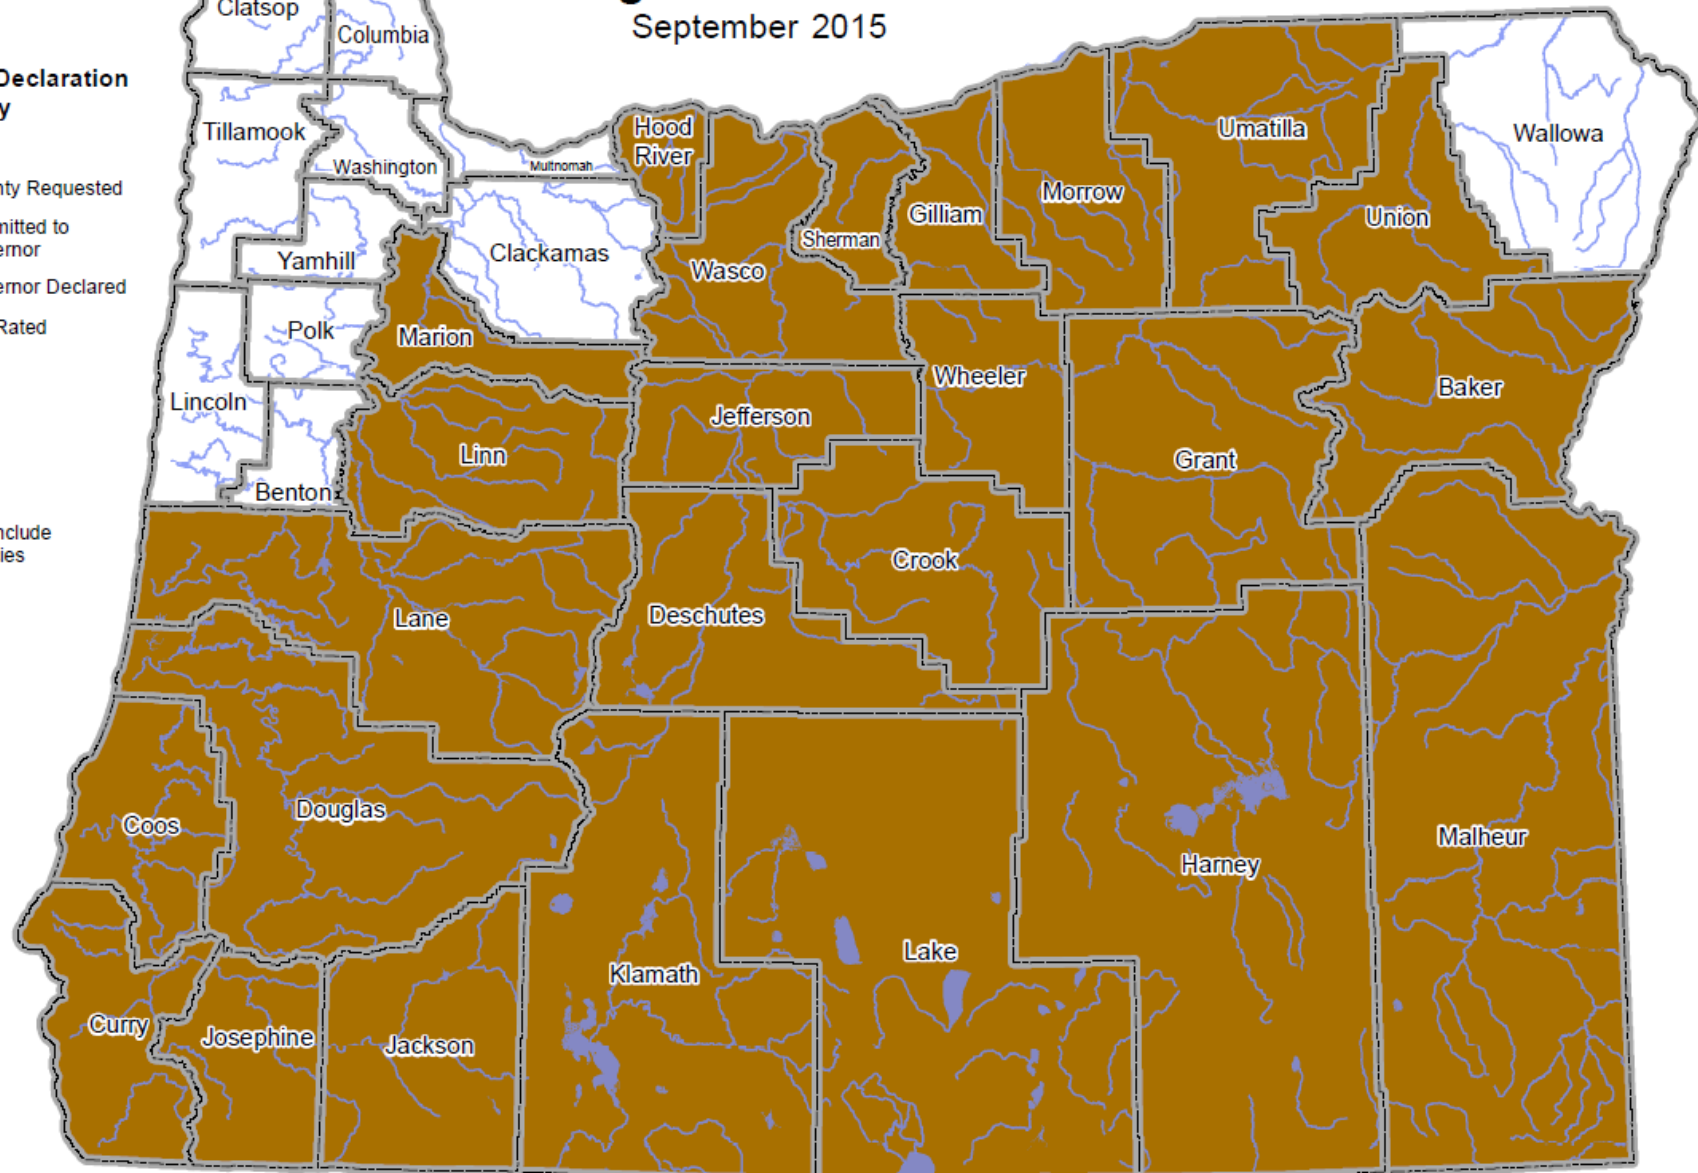 September 2015
Declaration
y
nty Requested
mitted to
ernor
ernor Declared
Rated
nclude
ies
Clatsop
Columbia
Tillamook
Washington
Multnomah
Hood
River
Umatilla
Wallowa
Morrow
Gilliam
Union
Sherman
Yamhill
Clackamas
Wasco
Polk
Marion
Wheeler
Baker
Lincoln
Jefferson
Linn
Grant
Benton
Crook
Lane
Deschutes
Coos
Douglas
Harney
Malheur
Klamath
Lake
Curry
Josephine
Jackson